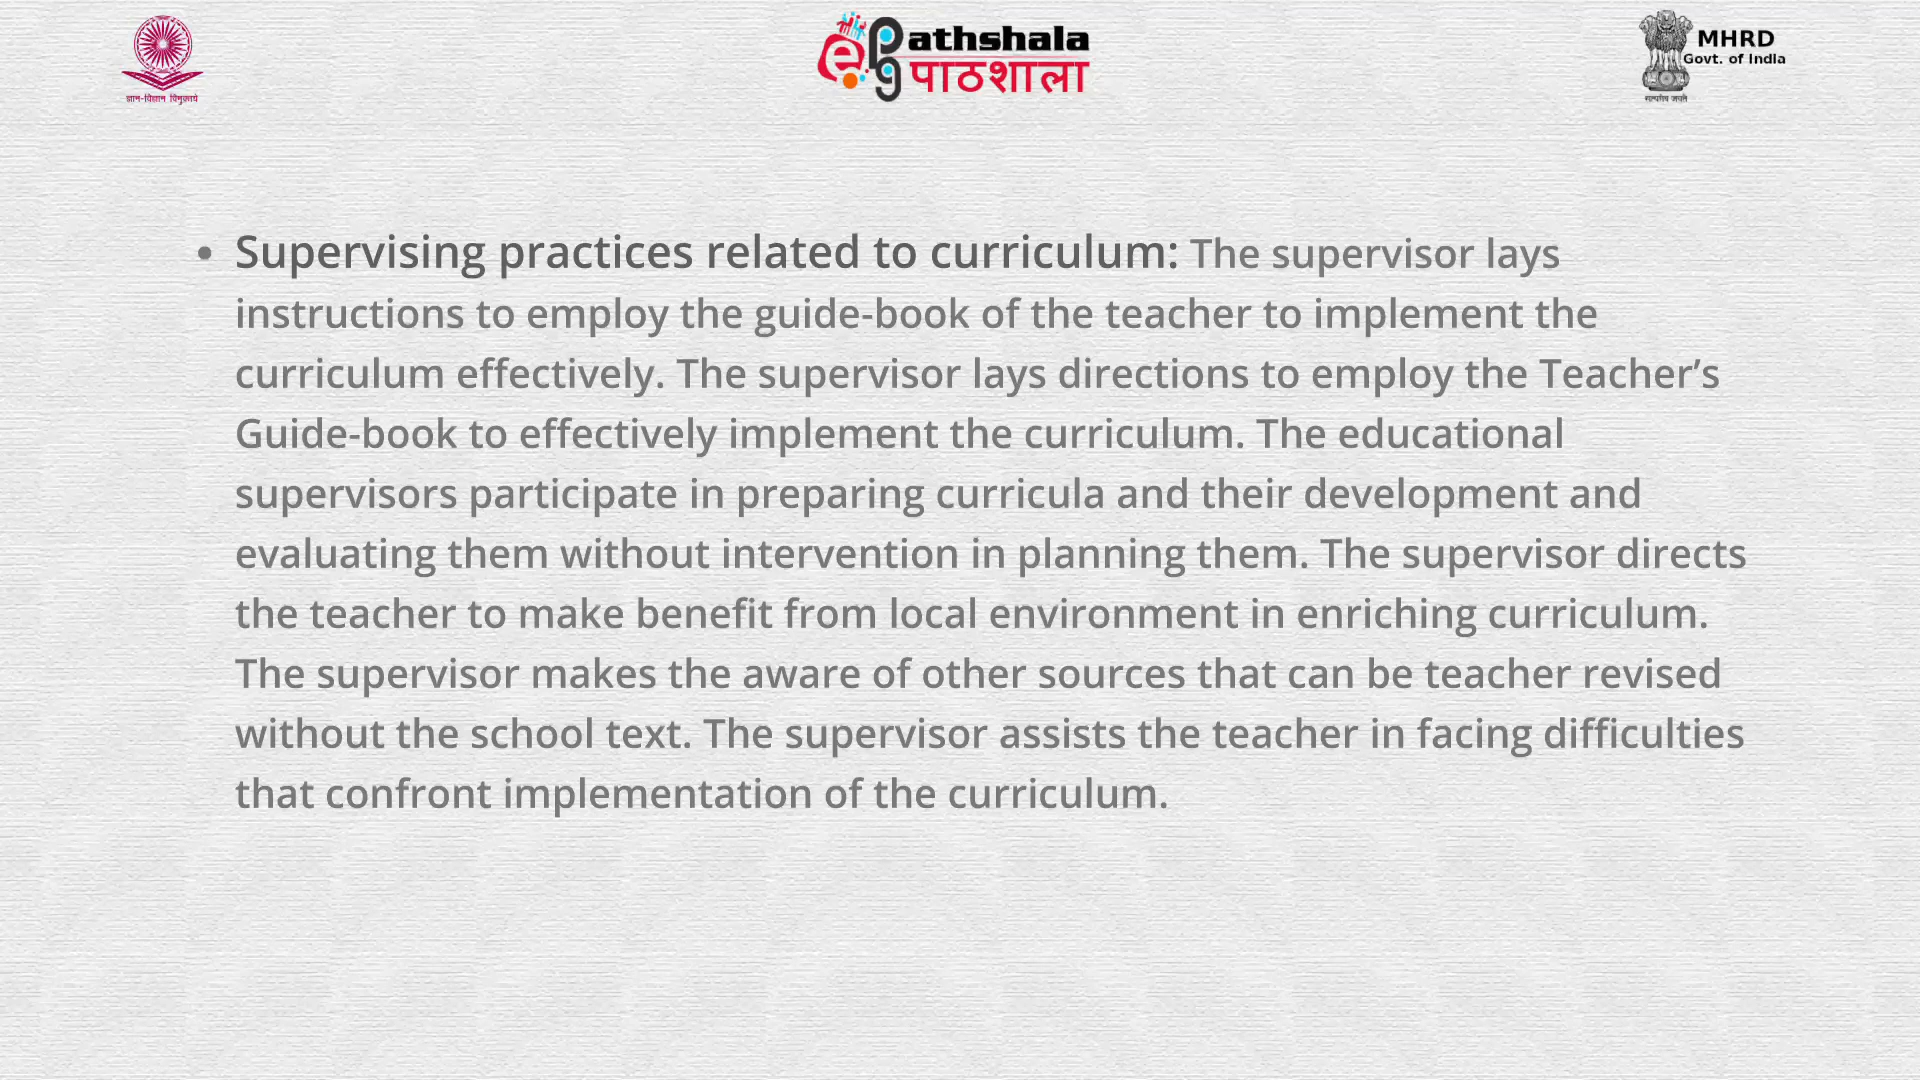 ज्ञान-विज्ञान विमुक्तये
ePathshala
पाठशाला
MHRD
Govt. of India
सत्यमेव जयते
• Supervising practices related to curriculum: The supervisor lays
instructions to employ the guide-book of the teacher to implement the
curriculum effectively. The supervisor lays directions to employ the Teacher’s
Guide-book to effectively implement the curriculum. The educational
supervisors participate in preparing curricula and their development and
evaluating them without intervention in planning them. The supervisor directs
the teacher to make benefit from local environment in enriching curriculum.
The supervisor makes the aware of other sources that can be teacher revised
without the school text. The supervisor assists the teacher in facing difficulties
that confront implementation of the curriculum.